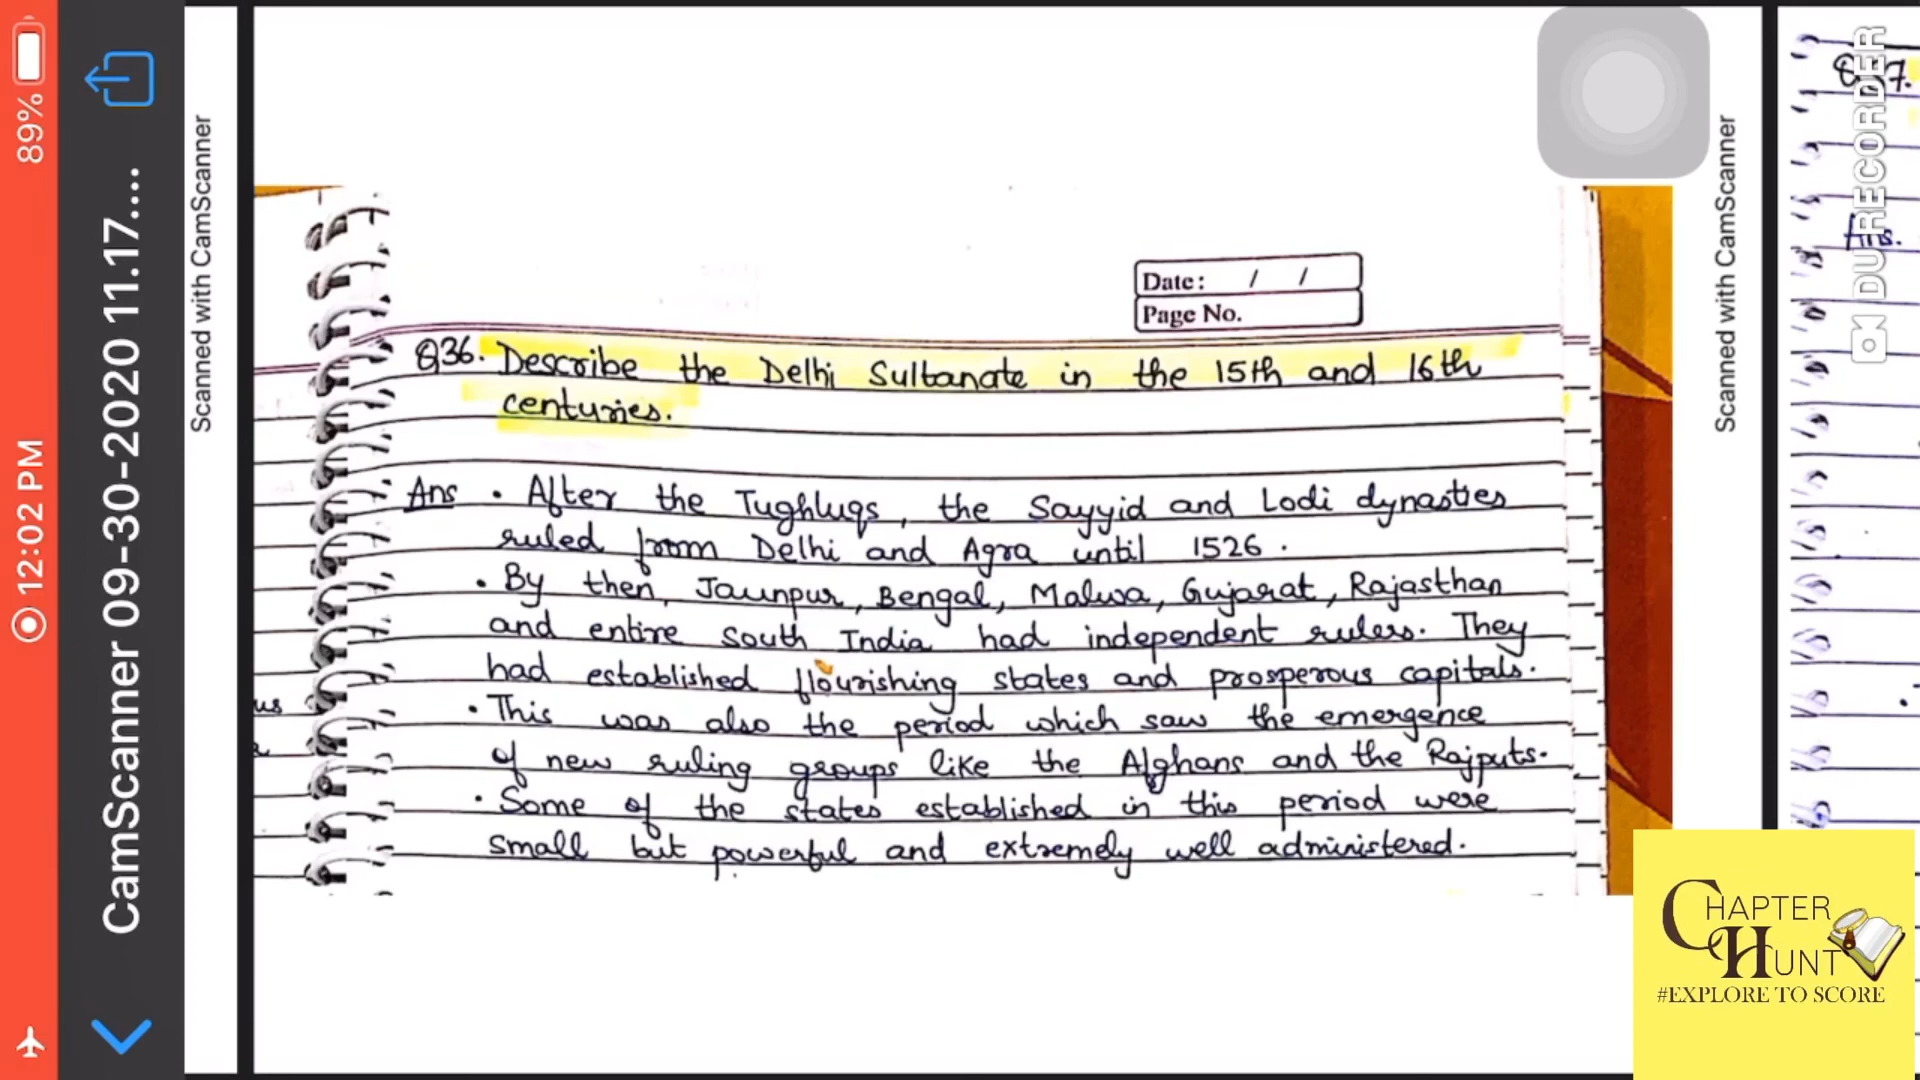 12:02 PM
89%
CamScanner 09-30-2020 11.17....
Scanned with CamScanner
Date: / /
Page No.
Q36. Describe the Delhi Sultanate in the 15th and 16th
centuries.
Ans • After the Tughluqs, the Sayyid and Lodi dynasties
ruled from Delhi and Agra until 1526.
• By then, Jaunpur, Bengal, Malwa, Gujarat, Rajasthan
and entire South India had independent rulers. They
had established flourishing states and prosperous capitals.
• This was also the period which saw the emergence
of new ruling groups like the Afghans and the Rajputs.
• Some of the states established in this period were
small but powerful and extremely well administered.
us
Scanned with CamScanner
7.
Ans.
DU RECORDER
CHAPTER
HUNT
#EXPLORE TO SCORE